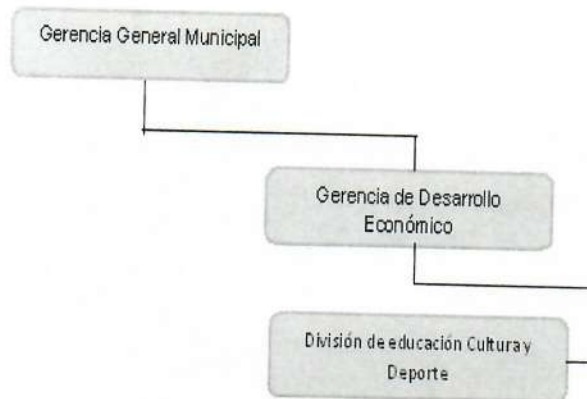 Gerencia General Municipal
Gerencia de Desarrollo
Económico
División de educación Cultura y
Deporte